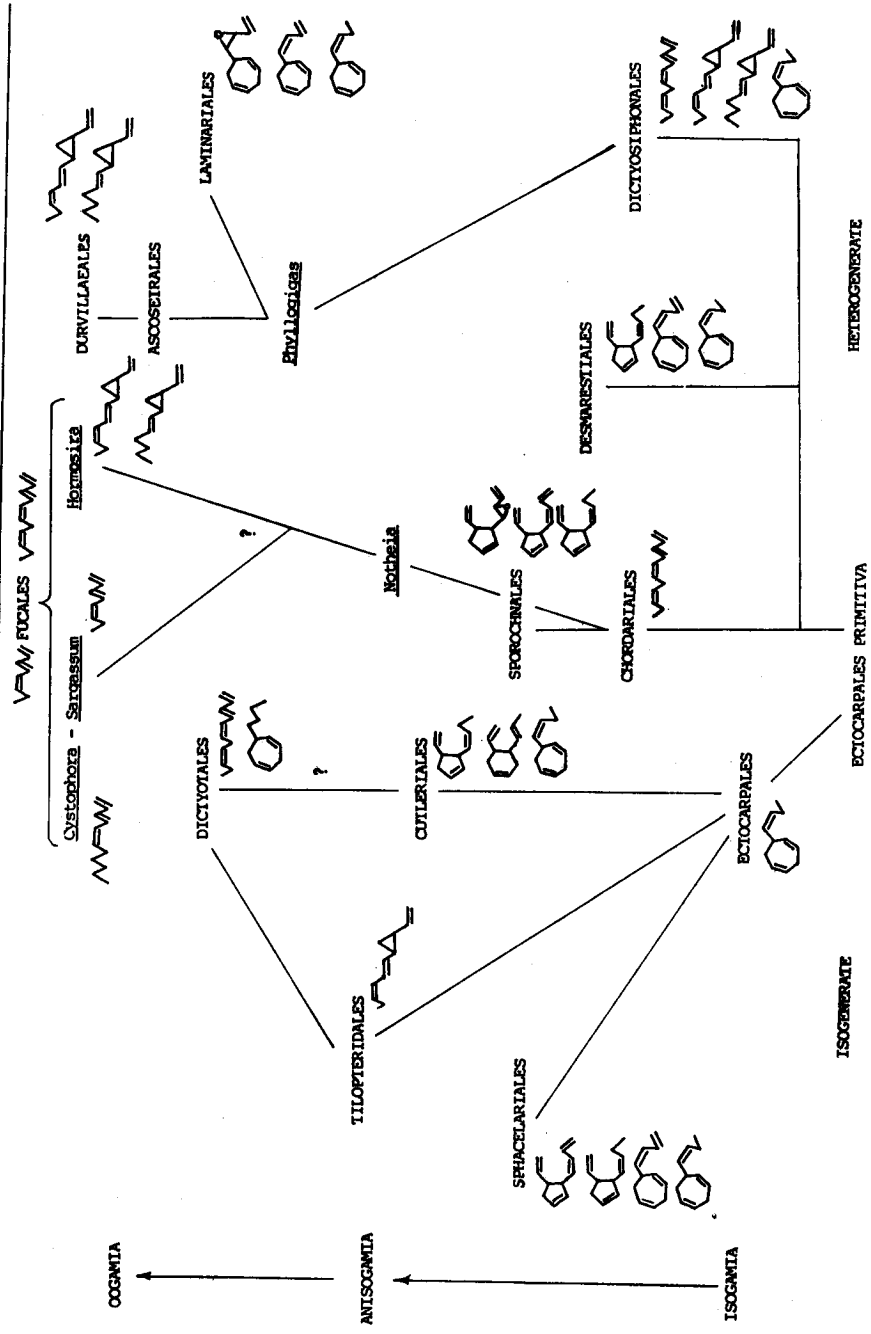 FUCALES
Cystophora - Sargassum
Hormosira
DURVILLAEALES
ASCOSEIRALES
LAMINARIALES
Phyllogigas
OOGAMIA
DICTYOTALES
?
?
Notheia
TILOPTERIDALES
ANISOGAMIA
CUTLERIALES
SPOROCHNALES
CHORDARIALES
DESMARESTIALES
DICTYOSIPHONALES
SPHACELARIALES
ISOGAMIA
ECTOCARPALES
ECTOCARPALES PRIMITIVA
ISOGENERATE
HETEROGENERATE